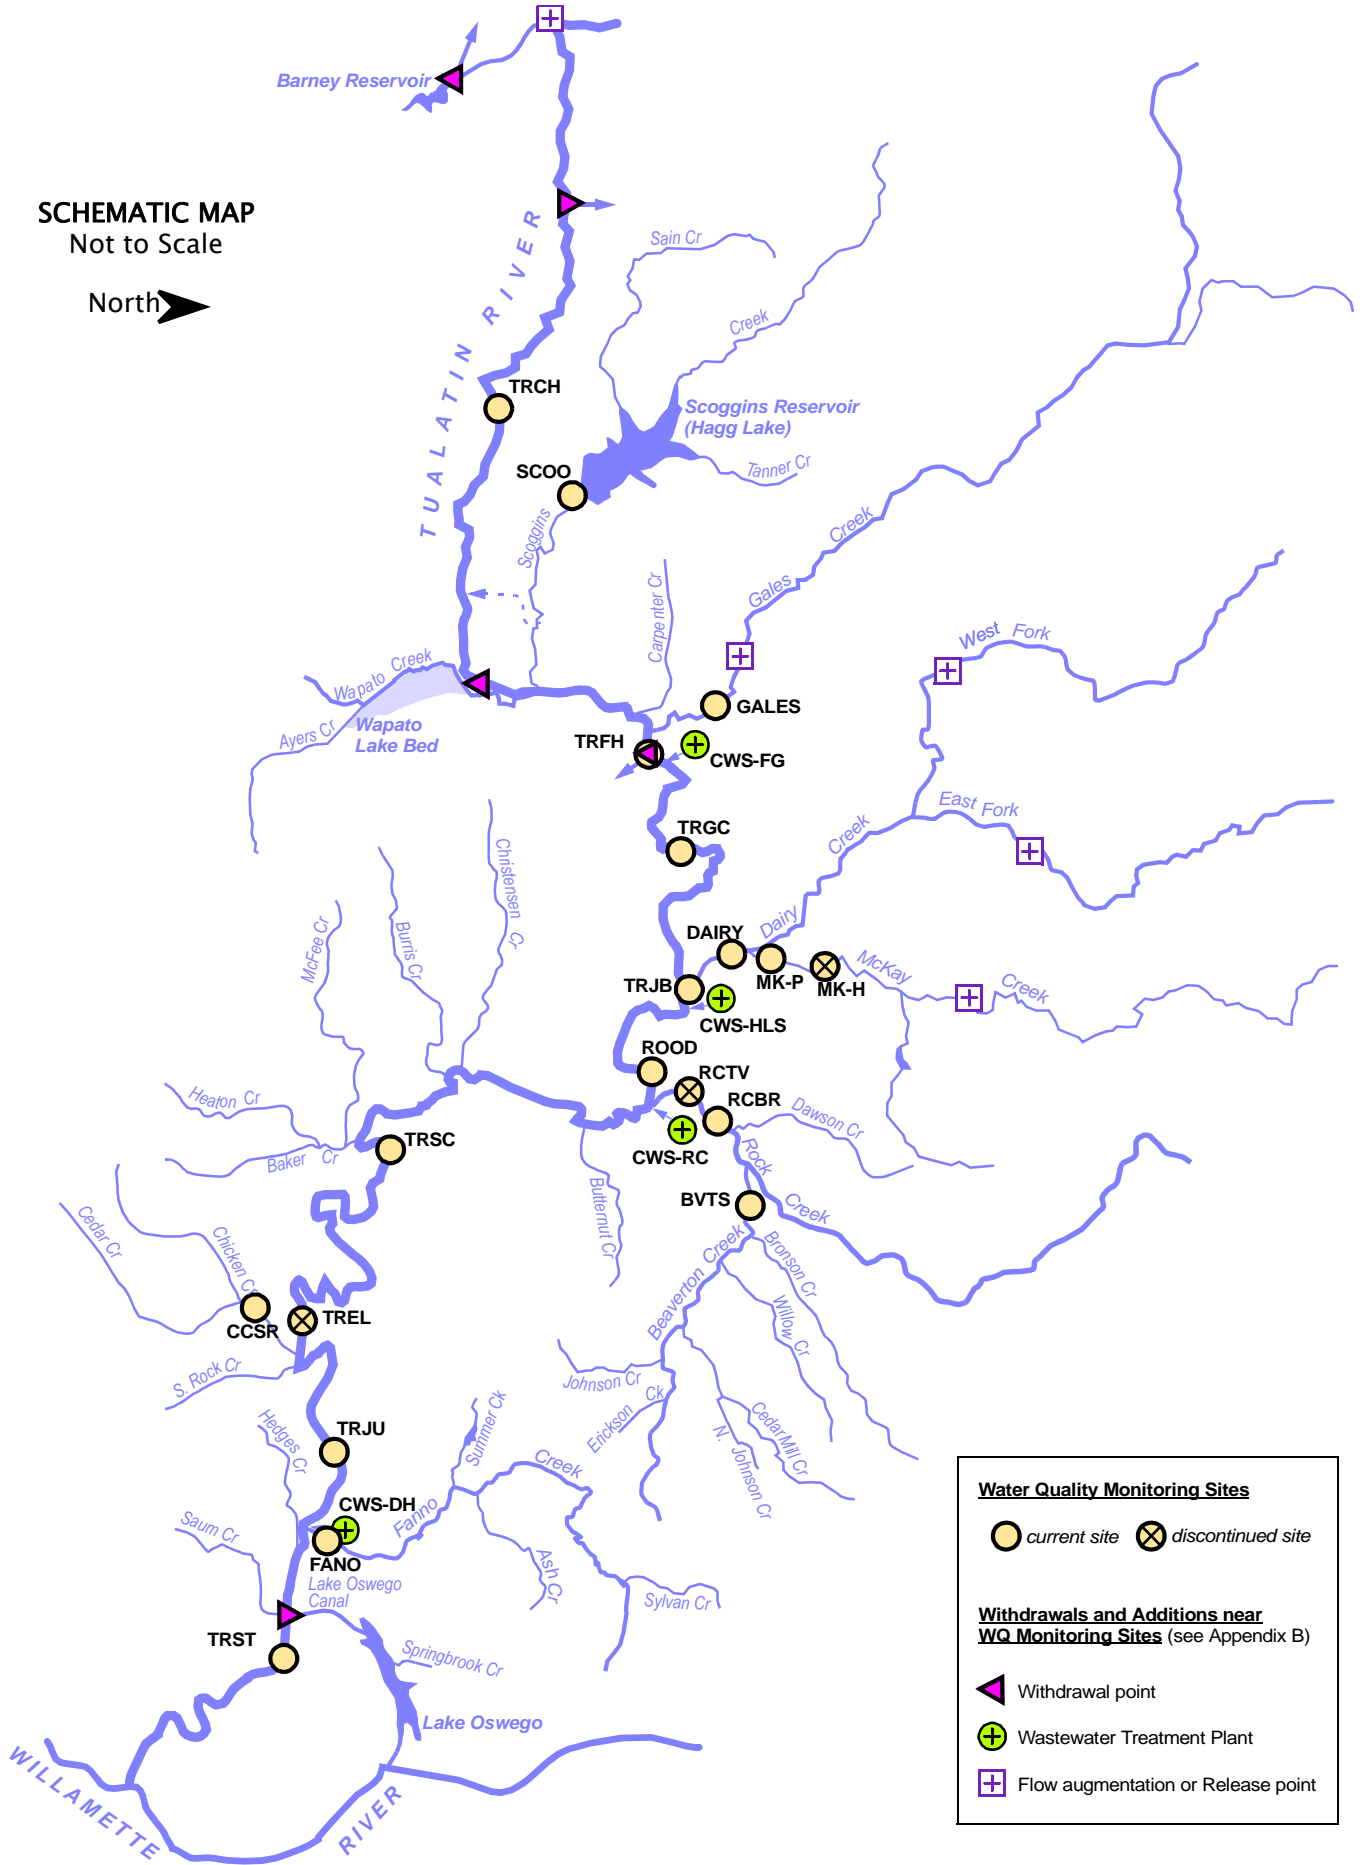 Barney Reservoir
SCHEMATIC MAP
Not to Scale
North
TUALATIN RIVER
Sain Cr
Creek
TRCH
Scoggins Reservoir
(Hagg Lake)
Tanner Cr
SCOO
Scoggins
Creek
Gales
Carpenter Cr
West Fork
Wapato Creek
Ayers Cr
Wapato
Lake Bed
GALES
TRFH
CWS-FG
East Fork
TRGC
Creek
Christensen Cr
Burris Cr
McFee Cr
DAIRY
Dairy
MK-P
MK-H
McKay
Creek
TRJB
CWS-HLS
ROOD
RCTV
RCBR
Dawson Cr
Heaton Cr
TRSC
Baker Cr
CWS-RC
Rock
Creek
Butternut Cr
BVTS
Cedar Cr
Chicken Cr
Beaverton Creek
Bronson Cr
Willow Cr
CCSR
TREL
S. Rock Cr
Johnson Cr
Erickson Ck
N. Johnson Cr
Cedar Mill Cr
Hedges Cr
TRJU
Summer Ck
Creek
CWS-DH
Fanno
Saum Cr
FANO
Ash Cr
Sylvan Cr
Lake Oswego
Canal
TRST
Springbrook Cr
Lake Oswego
WILLAMETTE
RIVER
Water Quality Monitoring Sites
current site
discontinued site
Withdrawals and Additions near
WQ Monitoring Sites (see Appendix B)
Withdrawal point
Wastewater Treatment Plant
Flow augmentation or Release point